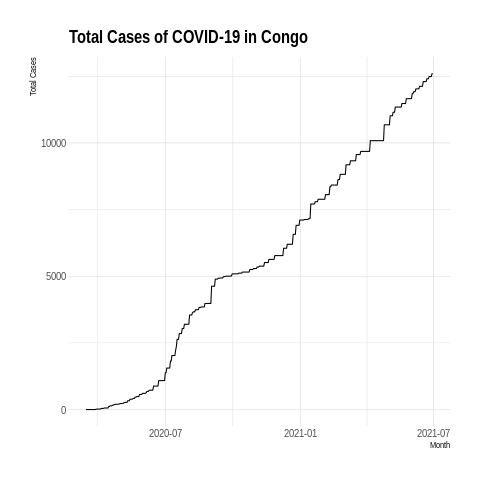 Total Cases of COVID-19 in Congo
Total Cases
10000
5000
0
2020-07
2021-01
2021-07
Month